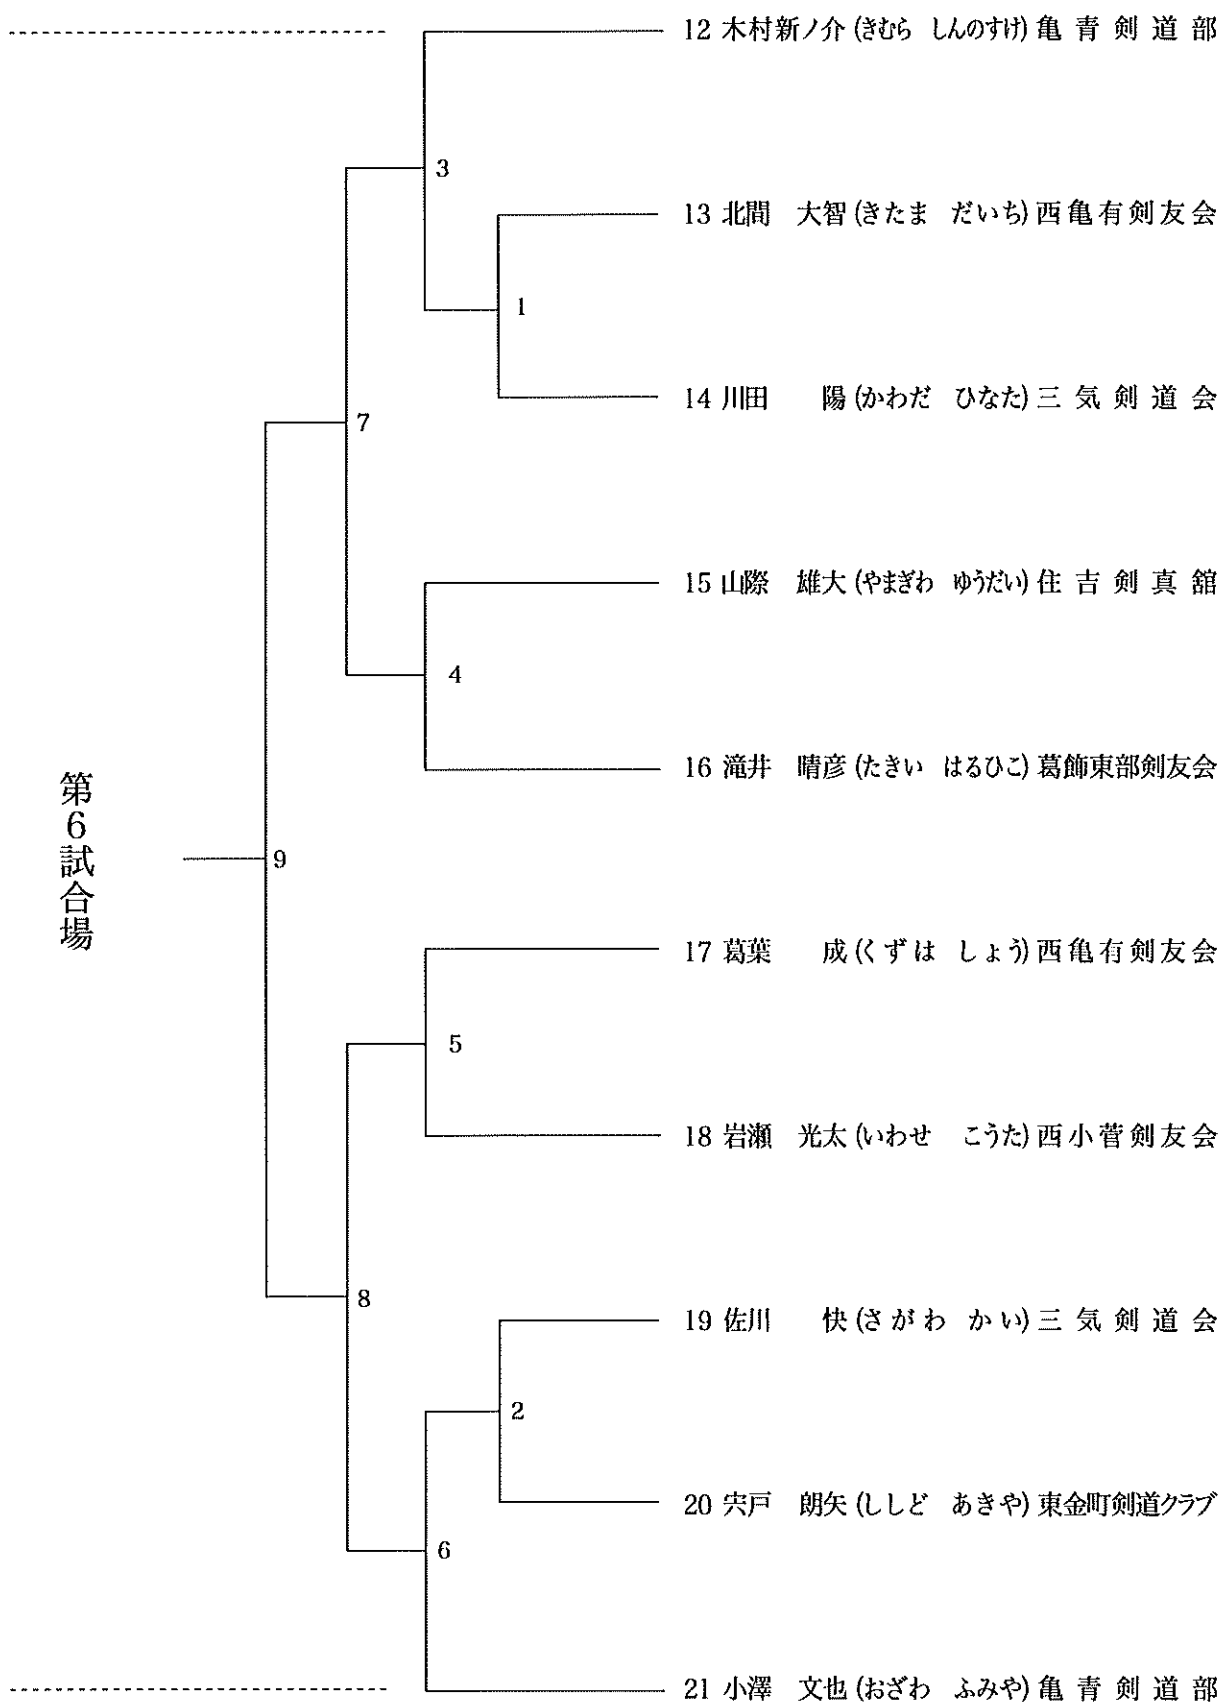 12 木村新ノ介 (きむら しんのすけ) 亀青剣道部
3
13 北間 大智 (きたま だいち) 西亀有剣友会
1
14 川田 陽 (かわだ ひなた) 三気剣道会
7
15 山際 雄大 (やまぎわ ゆうだい) 住吉剣真舘
4
16 滝井 晴彦 (たきい はるひこ) 葛飾東部剣友会
第6試合場
9
17 葛葉 成 (くずは しょう) 西亀有剣友会
5
18 岩瀬 光太 (いわせ こうた) 西小菅剣友会
8
19 佐川 快 (さがわ かい) 三気剣道会
2
20 宍戸 朗矢 (ししど あきや) 東金町剣道クラブ
6
21 小澤 文也 (おざわ ふみや) 亀青剣道部